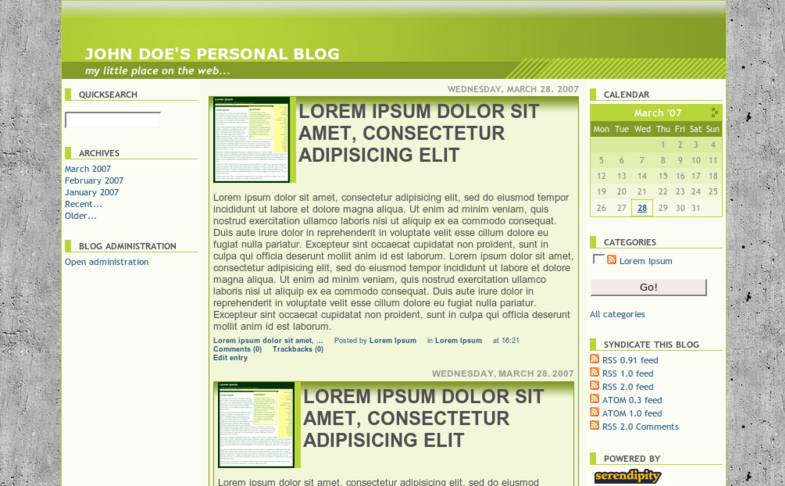 JOHN DOE'S PERSONAL BLOG
my little place on the web...
QUICKSEARCH
ARCHIVES
March 2007
February 2007
January 2007
Recent...
Older...
BLOG ADMINISTRATION
Open administration
WEDNESDAY, MARCH 28. 2007
LOREM IPSUM DOLOR SIT
AMET, CONSECTETUR
ADIPISICING ELIT
Lorem ipsum dolor sit amet, consectetur adipisicing elit, sed do eiusmod tempor
incididunt ut labore et dolore magna aliqua. Ut enim ad minim veniam, quis
nostrud exercitation ullamco laboris nisi ut aliquip ex ea commodo consequat.
Duis aute irure dolor in reprehenderit in voluptate velit esse cillum dolore eu
fugiat nulla pariatur. Excepteur sint occaecat cupidatat non proident, sunt in
culpa qui officia deserunt mollit anim id est laborum. Lorem ipsum dolor sit amet,
consectetur adipisicing elit, sed do eiusmod tempor incididunt ut labore et dolore
magna aliqua. Ut enim ad minim veniam, quis nostrud exercitation ullamco
laboris nisi ut aliquip ex ea commodo consequat. Duis aute irure dolor in
reprehenderit in voluptate velit esse cillum dolore eu fugiat nulla pariatur.
Excepteur sint occaecat cupidatat non proident, sunt in culpa qui officia deserunt
mollit anim id est laborum.
Lorem ipsum dolor sit amet, ... Posted by Lorem Ipsum in Lorem Ipsum at 16:21
Comments (0) Trackbacks (0)
Edit entry
WEDNESDAY, MARCH 28. 2007
LOREM IPSUM DOLOR SIT
AMET, CONSECTETUR
ADIPISICING ELIT
Lorem ipsum dolor sit amet, consectetur adipisicing elit, sed do eiusmod
CALENDAR
March '07
Mon Tue Wed Thu Fri Sat Sun
1 2 3 4
5 6 7 8 9 10 11
12 13 14 15 16 17 18
19 20 21 22 23 24 25
26 27 28 29 30 31
CATEGORIES
Lorem Ipsum
Go!
All categories
SYNDICATE THIS BLOG
RSS 0.91 feed
RSS 1.0 feed
RSS 2.0 feed
ATOM 0.3 feed
ATOM 1.0 feed
RSS 2.0 Comments
POWERED BY
serendipity